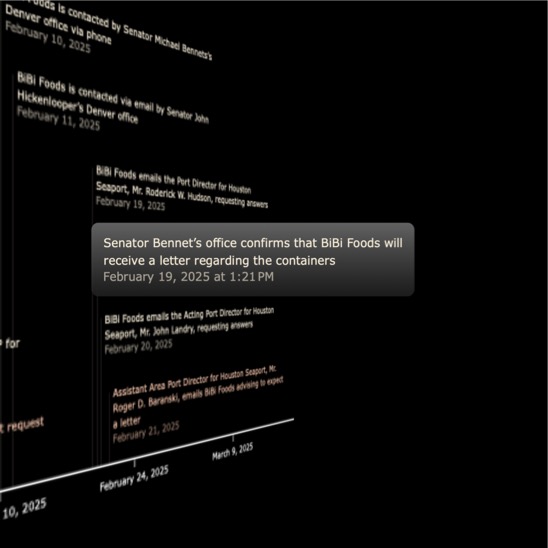 Foods is contacted by Senator Michael Bennets's
Denver office via phone
February 10, 2025
BiBi Foods is contacted via email by Senator John
Hickenlooper's Denver office
February 11, 2025
BiBi Foods emails the Port Director for Houston
Seaport, Mr. Roderick W. Hudson, requesting answers
February 19, 2025
Senator Bennet’s office confirms that BiBi Foods will
receive a letter regarding the containers
February 19, 2025 at 1:21 PM
BiBi Foods emails the Acting Port Director for Houston
Seaport, Mr. John Landry, requesting answers
February 20, 2025
for
Assistant Area Port Director for Houston Seaport, Mr.
Roger D. Baranski, emails BiBi Foods advising to expect
a letter
February 21, 2025
request
10, 2025
February 24, 2025
March 9, 2025